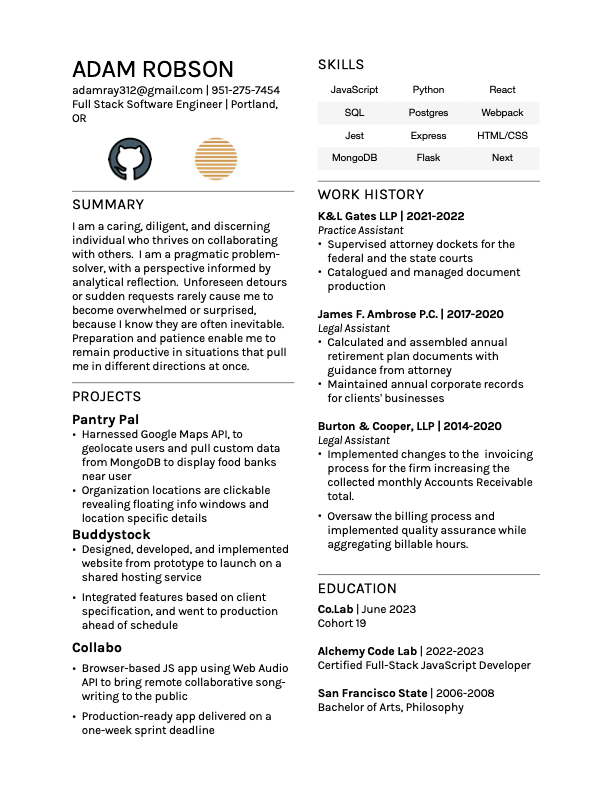 ADAM ROBSON
adamray312@gmail.com | 951-275-7454
Full Stack Software Engineer | Portland,
OR
SUMMARY
I am a caring, diligent, and discerning
individual who thrives on collaborating
with others.  I am a pragmatic problem-
solver, with a perspective informed by
analytical reflection.  Unforeseen detours
or sudden requests rarely cause me to
become overwhelmed or surprised,
because I know they are often inevitable.
Preparation and patience enable me to
remain productive in situations that pull
me in different directions at once.
PROJECTS
Pantry Pal
• Harnessed Google Maps API, to
geolocate users and pull custom data
from MongoDB to display food banks
near user
• Organization locations are clickable
revealing floating info windows and
location specific details
Buddystock
• Designed, developed, and implemented
website from prototype to launch on a
shared hosting service
• Integrated features based on client
specification, and went to production
ahead of schedule
Collabo
• Browser-based JS app using Web Audio
API to bring remote collaborative song-
writing to the public
• Production-ready app delivered on a
one-week sprint deadline
SKILLS
JavaScript Python React
SQL Postgres Webpack
Jest Express HTML/CSS
MongoDB Flask Next
WORK HISTORY
K&L Gates LLP | 2021-2022
Practice Assistant
• Supervised attorney dockets for the
federal and the state courts
• Catalogued and managed document
production
James F. Ambrose P.C. | 2017-2020
Legal Assistant
• Calculated and assembled annual
retirement plan documents with
guidance from attorney
• Maintained annual corporate records
for clients' businesses
Burton & Cooper, LLP | 2014-2020
Legal Assistant
• Implemented changes to the  invoicing
process for the firm increasing the
collected monthly Accounts Receivable
total.
• Oversaw the billing process and
implemented quality assurance while
aggregating billable hours.
EDUCATION
Co.Lab | June 2023
Cohort 19
Alchemy Code Lab | 2022-2023
Certified Full-Stack JavaScript Developer
San Francisco State | 2006-2008
Bachelor of Arts, Philosophy